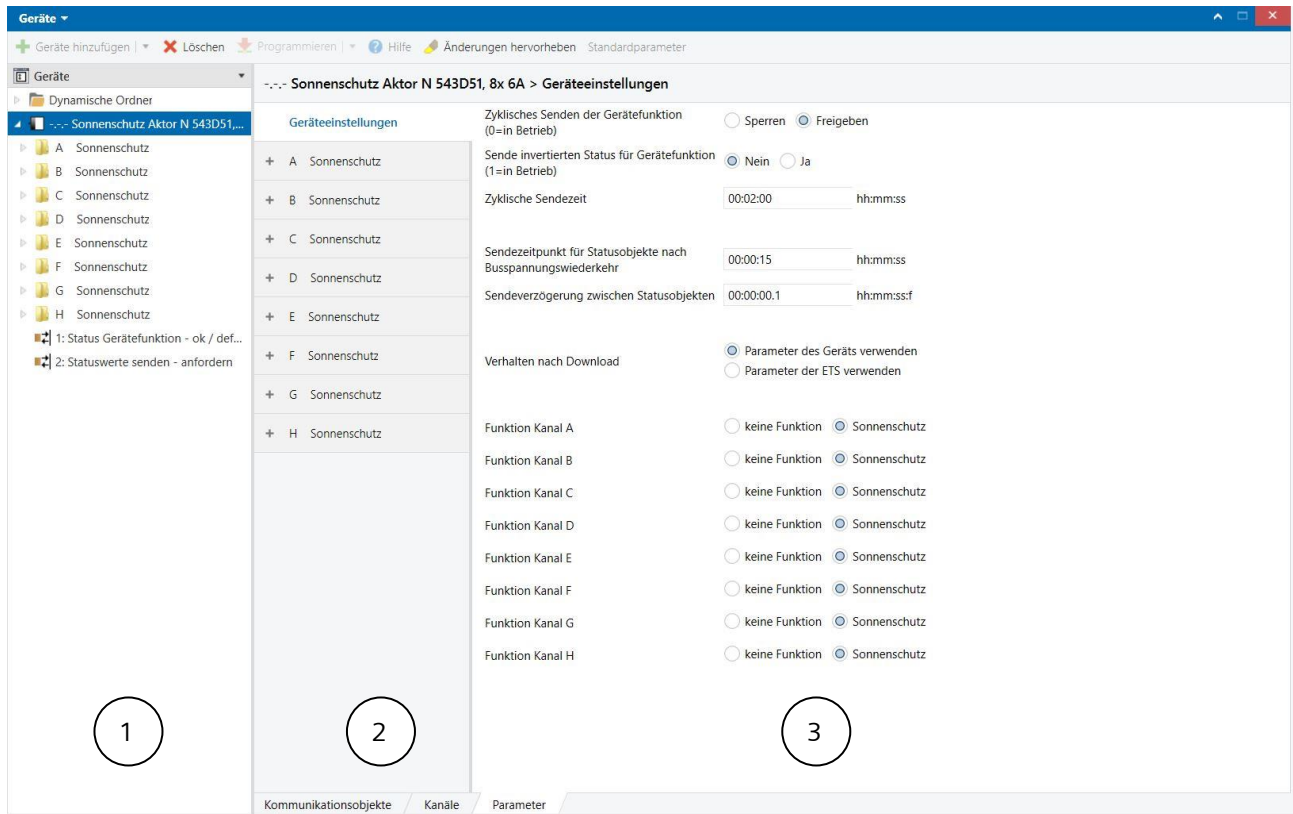 Geräte
Geräte hinzufügen Löschen Programmieren Hilfe Änderungen hervorheben Standardparameter
Geräte
Dynamische Ordner
-.-.- Sonnenschutz Aktor N 543D51,...
A Sonnenschutz
B Sonnenschutz
C Sonnenschutz
D Sonnenschutz
E Sonnenschutz
F Sonnenschutz
G Sonnenschutz
H Sonnenschutz
1: Status Gerätefunktion - ok / def...
2: Statuswerte senden - anfordern
1
-.-.- Sonnenschutz Aktor N 543D51, 8x 6A > Geräteeinstellungen
Geräteeinstellungen
+ A Sonnenschutz
+ B Sonnenschutz
+ C Sonnenschutz
+ D Sonnenschutz
+ E Sonnenschutz
+ F Sonnenschutz
+ G Sonnenschutz
+ H Sonnenschutz
2
Zyklisches Senden der Gerätefunktion
(0=in Betrieb)
Sperren Freigeben
Sende invertierten Status für Gerätefunktion
(1=in Betrieb)
Nein Ja
Zyklische Sendezeit 00:02:00 hh:mm:ss
Sendezeitpunkt für Statusobjekte nach
Busspannungswiederkehr
00:00:15 hh:mm:ss
Sendeverzögerung zwischen Statusobjekten 00:00:00.1 hh:mm:ss:f
Verhalten nach Download
Parameter des Geräts verwenden
Parameter der ETS verwenden
Funktion Kanal A keine Funktion Sonnenschutz
Funktion Kanal B keine Funktion Sonnenschutz
Funktion Kanal C keine Funktion Sonnenschutz
Funktion Kanal D keine Funktion Sonnenschutz
Funktion Kanal E keine Funktion Sonnenschutz
Funktion Kanal F keine Funktion Sonnenschutz
Funktion Kanal G keine Funktion Sonnenschutz
Funktion Kanal H keine Funktion Sonnenschutz
3
Kommunikationsobjekte Kanäle Parameter